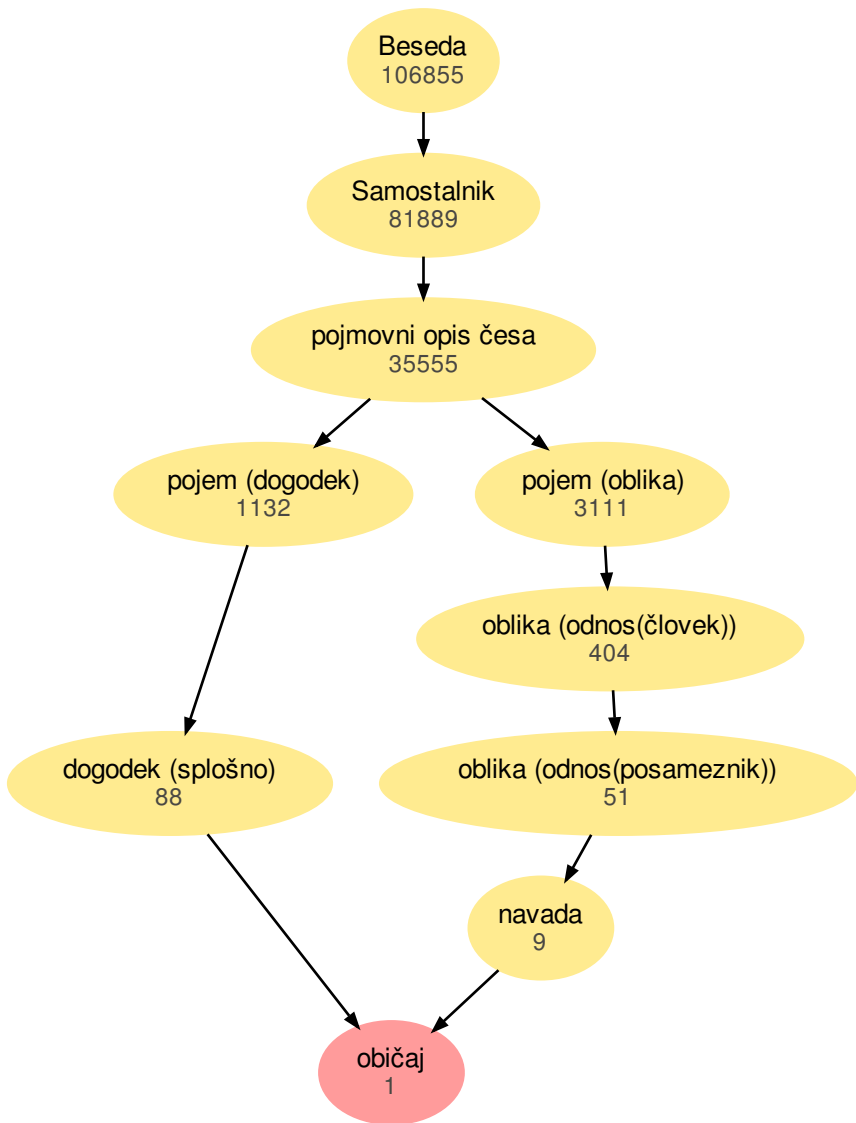 Beseda
106855
Samostalnik
81889
pojmovni opis česa
35555
pojem (dogodek)
1132
pojem (oblika)
3111
oblika (odnos(človek))
404
dogodek (splošno)
88
oblika (odnos(posameznik))
51
navada
9
običaj
1